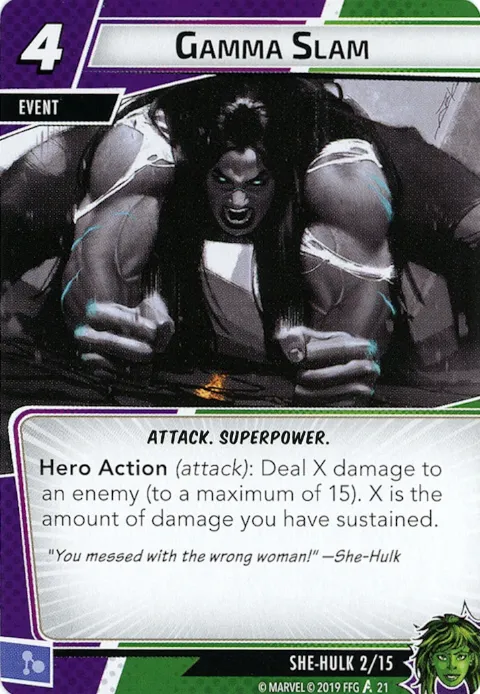 4
GAMMA SLAM
EVENT
ATTACK. SUPERPOWER.
Hero Action (attack): Deal X damage to
an enemy (to a maximum of 15). X is the
amount of damage you have sustained.
"You messed with the wrong woman!" —She-Hulk
SHE-HULK 2/15
© MARVEL © 2019 FFG 21